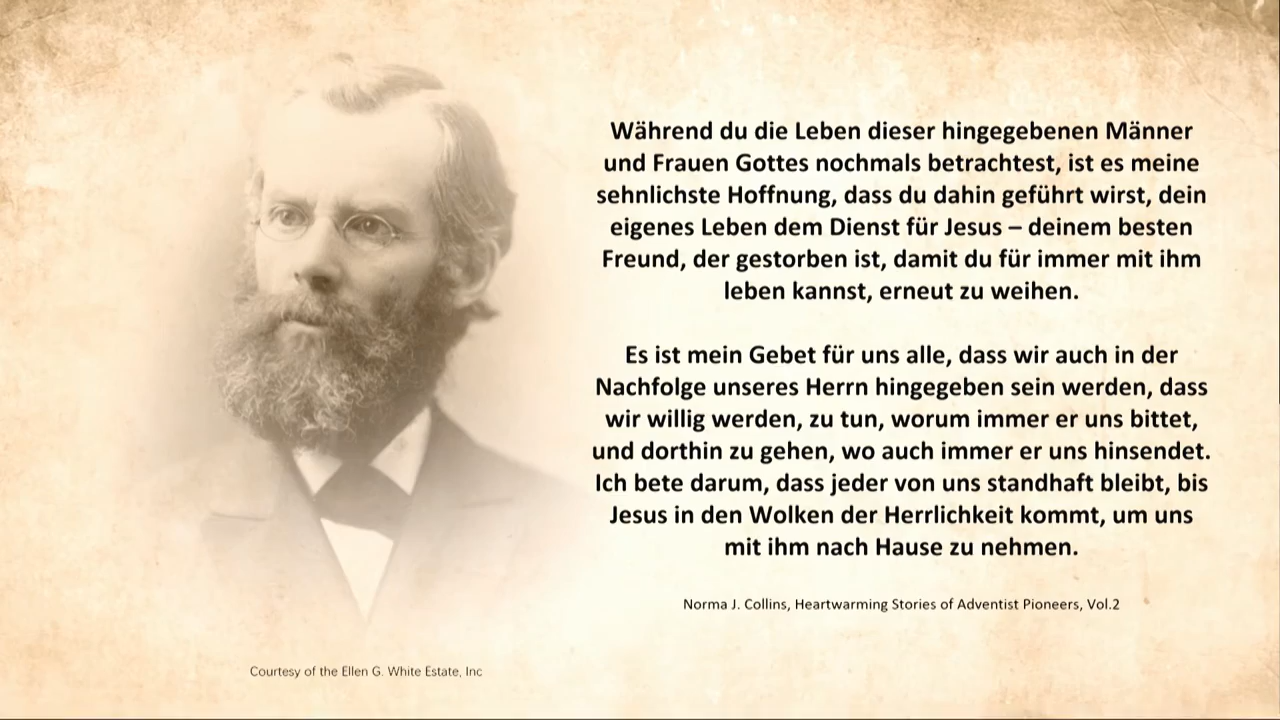 Während du die Leben dieser hingegebenen Männer
und Frauen Gottes nochmals betrachtest, ist es meine
sehnlichste Hoffnung, dass du dahin geführt wirst, dein
eigenes Leben dem Dienst für Jesus – deinem besten
Freund, der gestorben ist, damit du für immer mit ihm
leben kannst, erneut zu weihen.
Es ist mein Gebet für uns alle, dass wir auch in der
Nachfolge unseres Herrn hingegeben sein werden, dass
wir willig werden, zu tun, worum immer er uns bittet,
und dorthin zu gehen, wo auch immer er uns hinsendet.
Ich bete darum, dass jeder von uns standhaft bleibt, bis
Jesus in den Wolken der Herrlichkeit kommt, um uns
mit ihm nach Hause zu nehmen.
Norma J. Collins, Heartwarming Stories of Adventist Pioneers, Vol.2
Courtesy of the Ellen G. White Estate, Inc